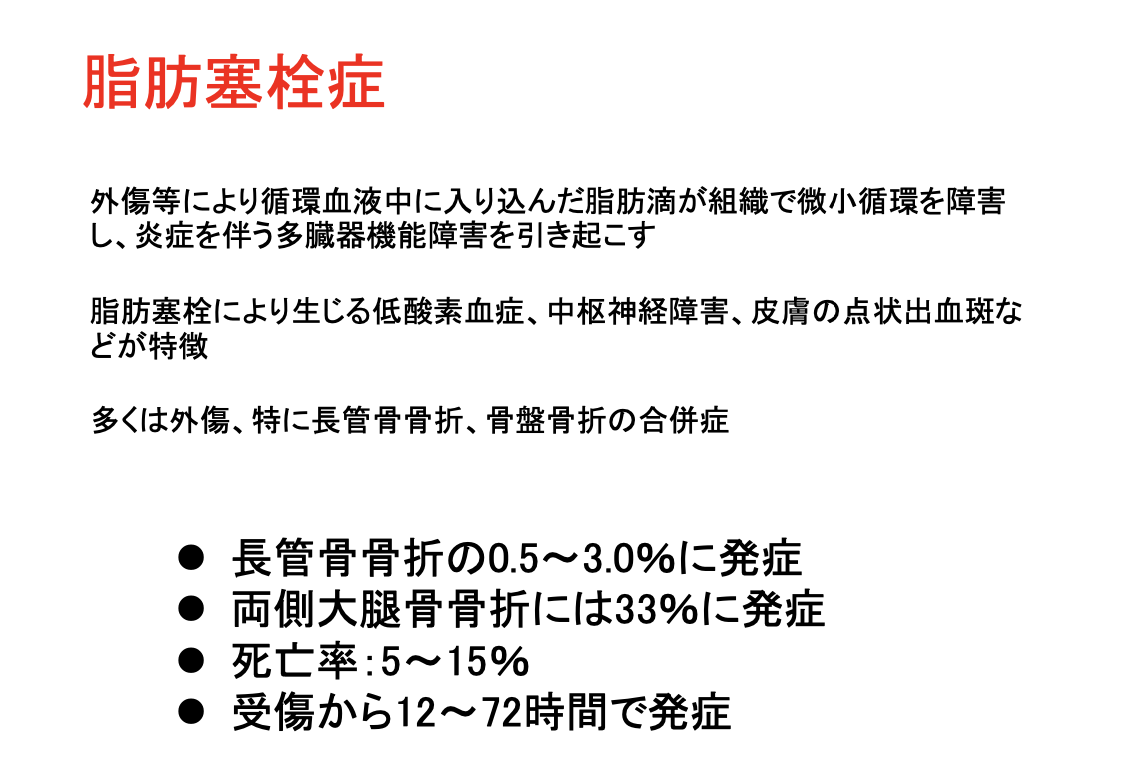 脂肪塞栓症
外傷等により循環血液中に入り込んだ脂肪滴が組織で微小循環を障害
し、炎症を伴う多臓器機能障害を引き起こす
脂肪塞栓により生じる低酸素血症、中枢神経障害、皮膚の点状出血斑な
どが特徴
多くは外傷、特に長管骨骨折、骨盤骨折の合併症
● 長管骨骨折の0.5～3.0%に発症
● 両側大腿骨骨折には33%に発症
● 死亡率：5～15%
● 受傷から12～72時間で発症